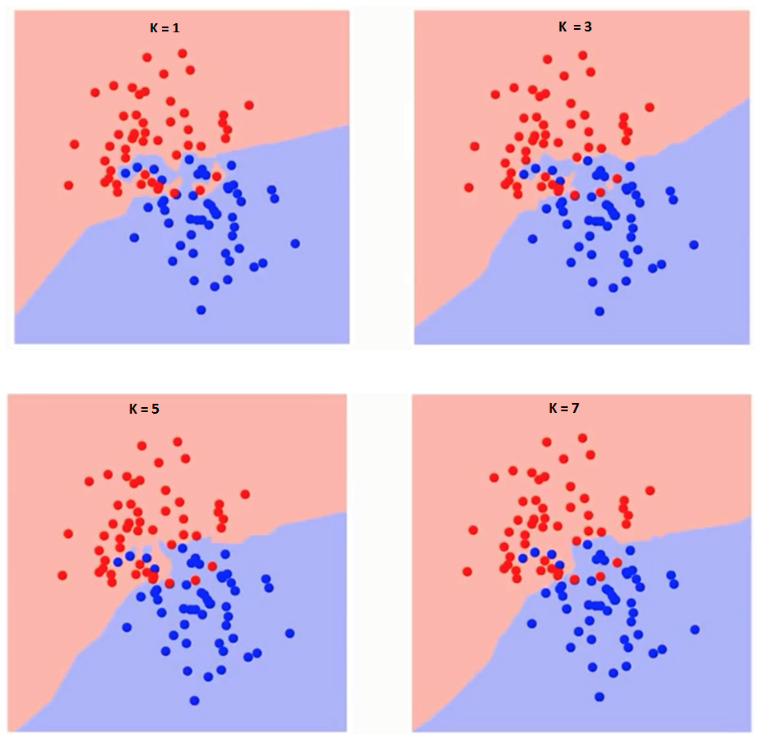 K = 1
K = 3
K = 5
K = 7